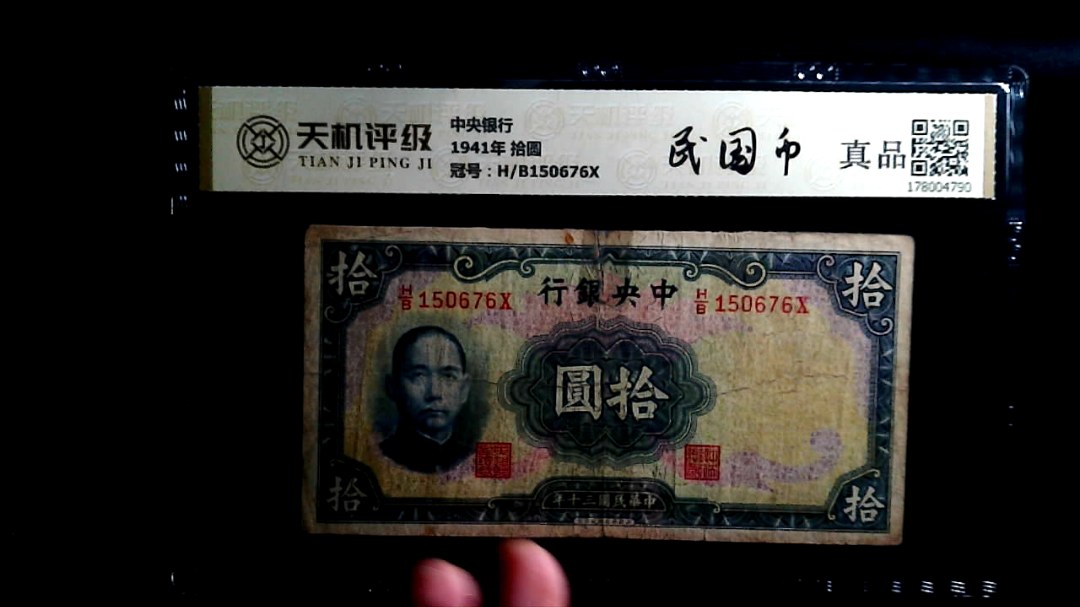 天机评级
TIAN JI PING JI
中央银行
1941年 拾圆
冠号：H/B150676X
民国币
真品
178004790
拾
拾
中央銀行
H/B 150676X
H/B 150676X
拾圓
拾
拾
中華民國三十年